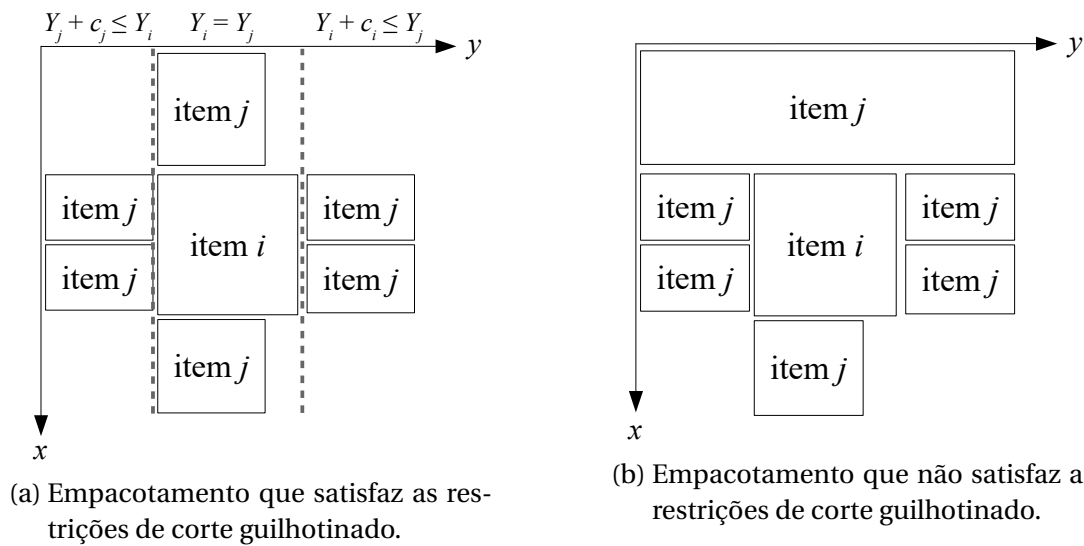 Y_j + c_j ≤ Y_i   Y_i = Y_j   Y_i + c_i ≤ Y_j
y
item j
item j
item i
item j
item j
item j
item j
x
(a) Empacotamento que satisfaz as res-
trições de corte guilhotinado.
y
item j
item j
item i
item j
item j
item j
item j
x
(b) Empacotamento que não satisfaz a
restrições de corte guilhotinado.